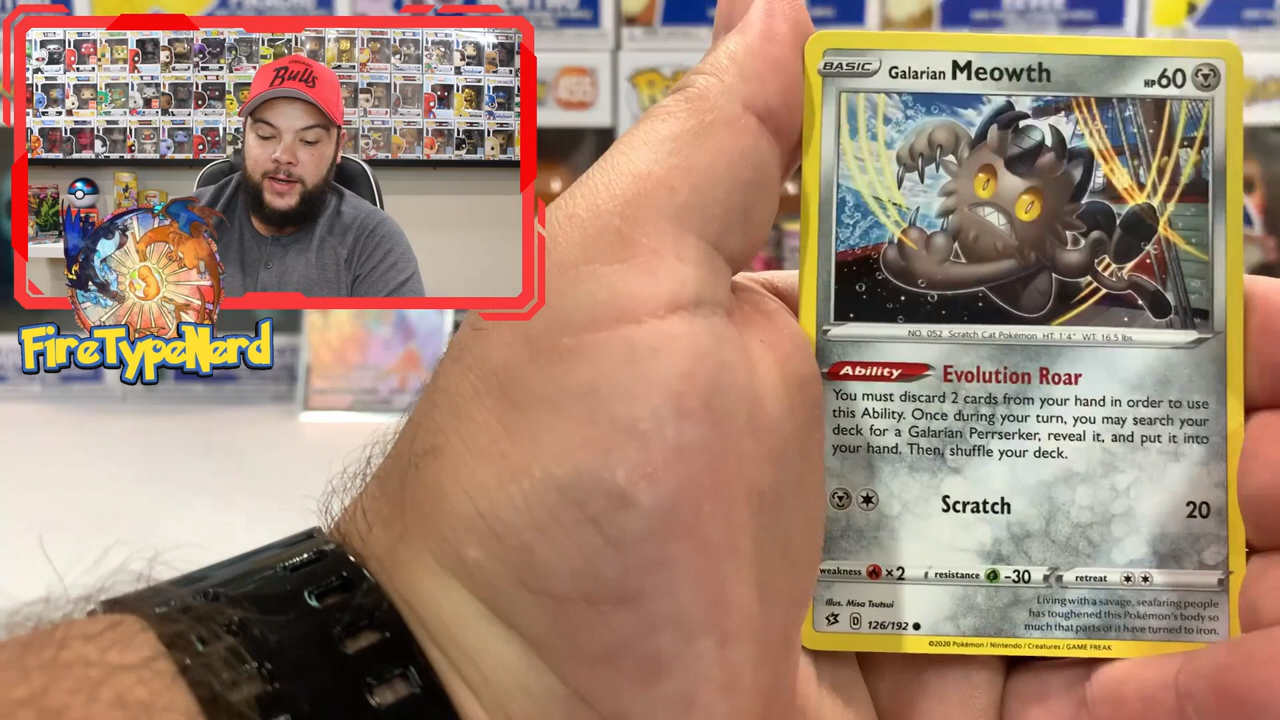 CHICAGO
Bulls
FireTypeNerd
BASIC
Galarian Meowth
HP60
NO. 052 Scratch Cat Pokémon HT: 1'4" WT: 16.5 lbs.
Ability
Evolution Roar
You must discard 2 cards from your hand in order to use
this Ability. Once during your turn, you may search your
deck for a Galarian Perrserker, reveal it, and put it into
your hand. Then, shuffle your deck.
Scratch
20
weakness ×2 resistance -30 retreat
Illus. Misa Tsutsui
D 126/192
Living with a savage, seafaring people
has toughened this Pokémon's body so
much that parts of it have turned to iron.
©2020 Pokémon / Nintendo / Creatures / GAME FREAK